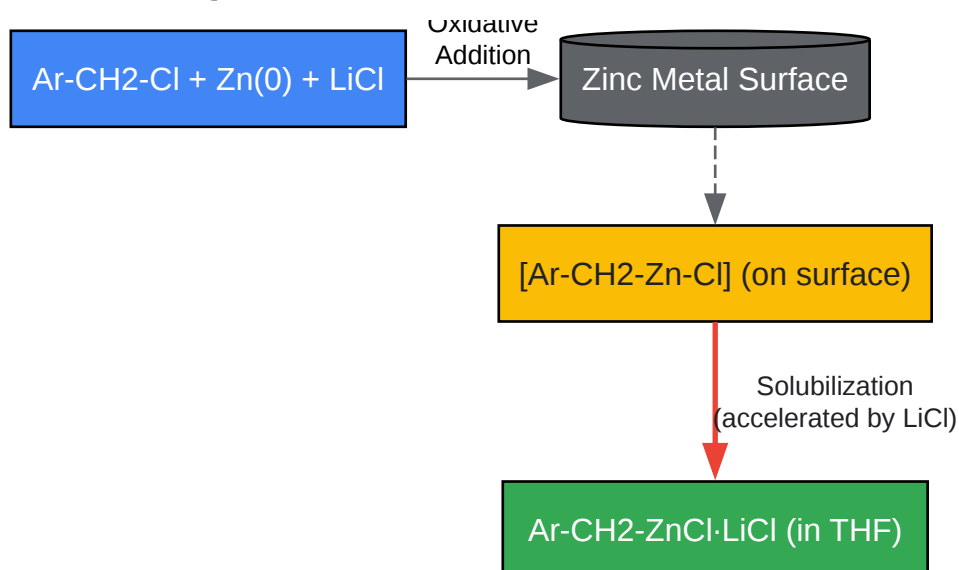 Oxidative
Addition
Ar-CH2-Cl + Zn(0) + LiCl
Zinc Metal Surface
[Ar-CH2-Zn-Cl] (on surface)
Solubilization
(accelerated by LiCl)
Ar-CH2-ZnCl·LiCl (in THF)